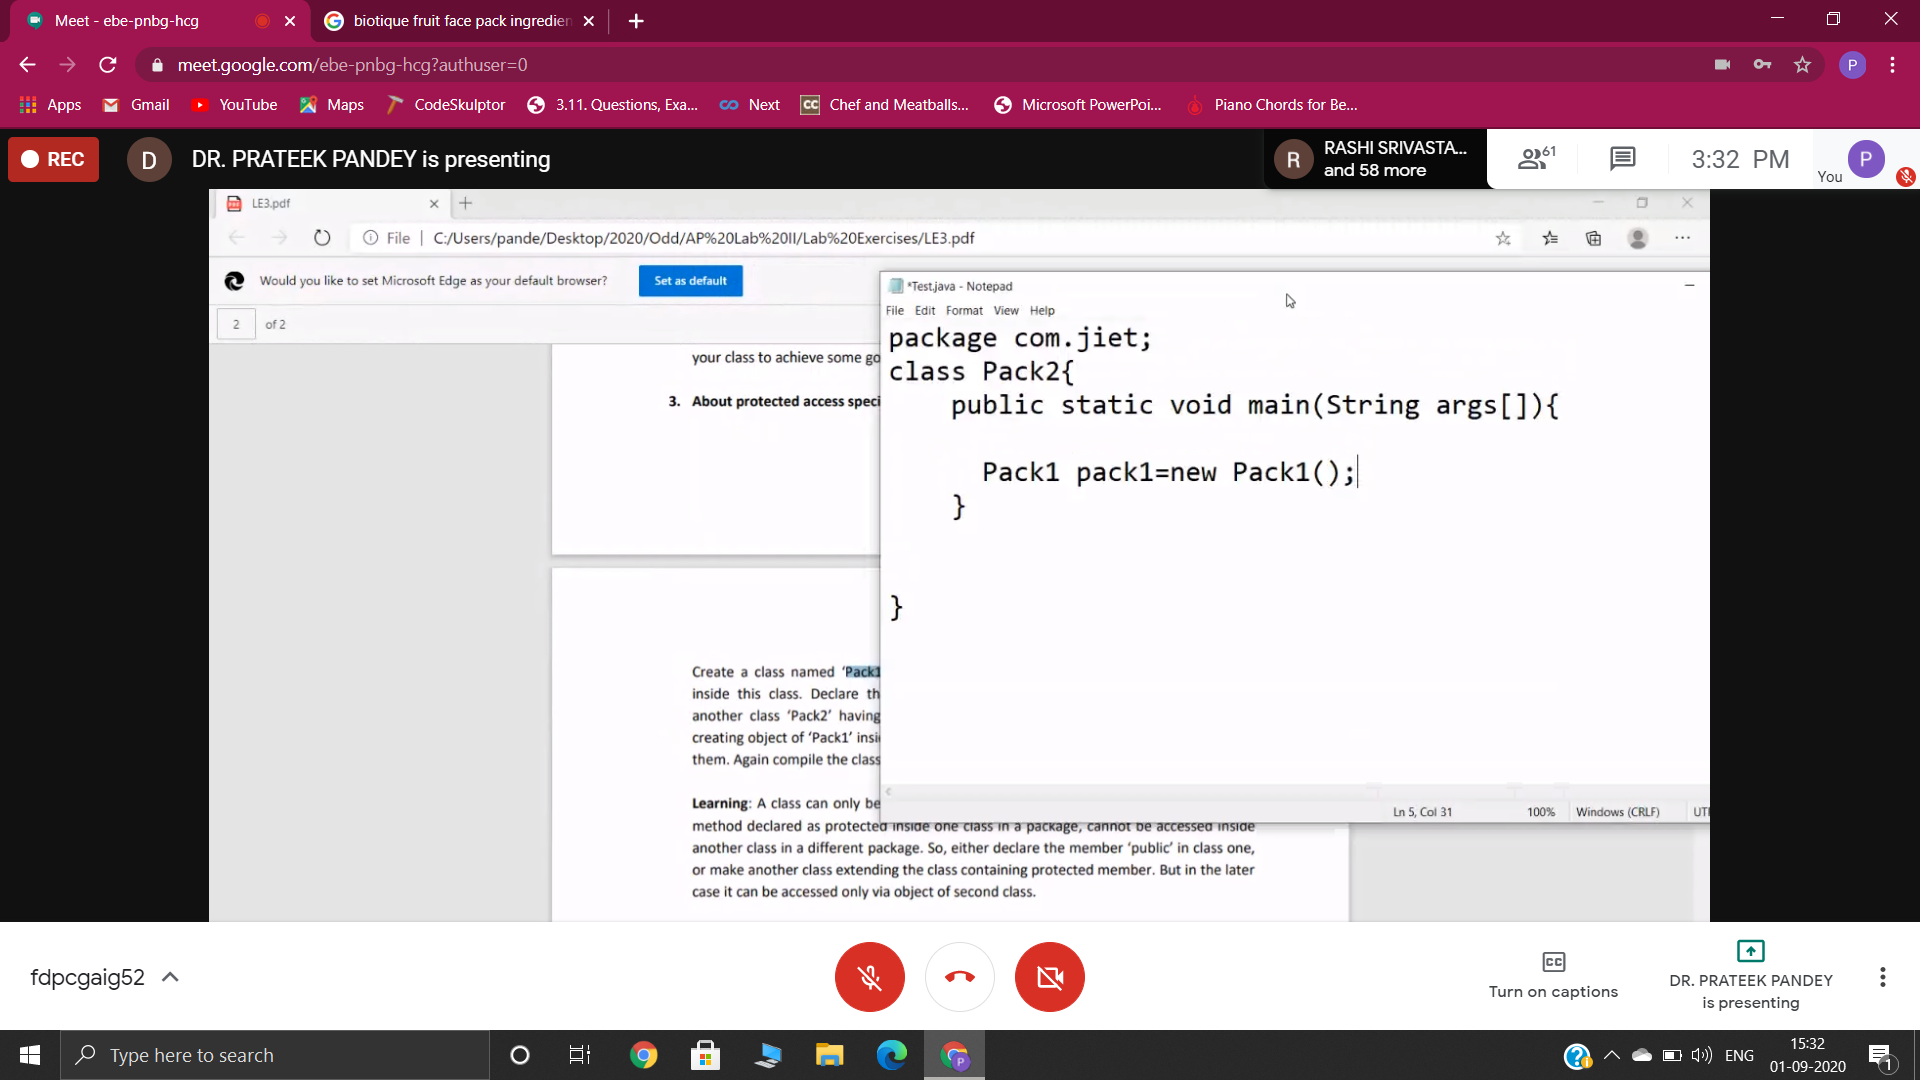 Meet - ebe-pnbg-hcg
biotique fruit face pack ingredien
meet.google.com/ebe-pnbg-hcg?authuser=0
P
Apps Gmail YouTube Maps CodeSkulptor 3.11. Questions, Exa... Next CC Chef and Meatballs... Microsoft PowerPoi... Piano Chords for Be...
REC D DR. PRATEEK PANDEY is presenting
R RASHI SRIVASTA... and 58 more
61 3:32 PM You P
LE3.pdf
File C:/Users/pande/Desktop/2020/Odd/AP%20Lab%20II/Lab%20Exercises/LE3.pdf
Would you like to set Microsoft Edge as your default browser? Set as default
2 of 2
your class to achieve some go
3. About protected access speci
*Test.java - Notepad
File Edit Format View Help
package com.jiet;
class Pack2{
public static void main(String args[]){
Pack1 pack1=new Pack1();
}
}
Ln 5, Col 31 100% Windows (CRLF) UT
Create a class named ‘Pack1
inside this class. Declare th
another class ‘Pack2’ having
creating object of ‘Pack1’ insi
them. Again compile the class
Learning: A class can only be
method declared as protected inside one class in a package, cannot be accessed inside
another class in a different package. So, either declare the member ‘public’ in class one,
or make another class extending the class containing protected member. But in the later
case it can be accessed only via object of second class.
fdpcgaig52
CC
Turn on captions
DR. PRATEEK PANDEY
is presenting
Type here to search
P
ENG
15:32
01-09-2020
1